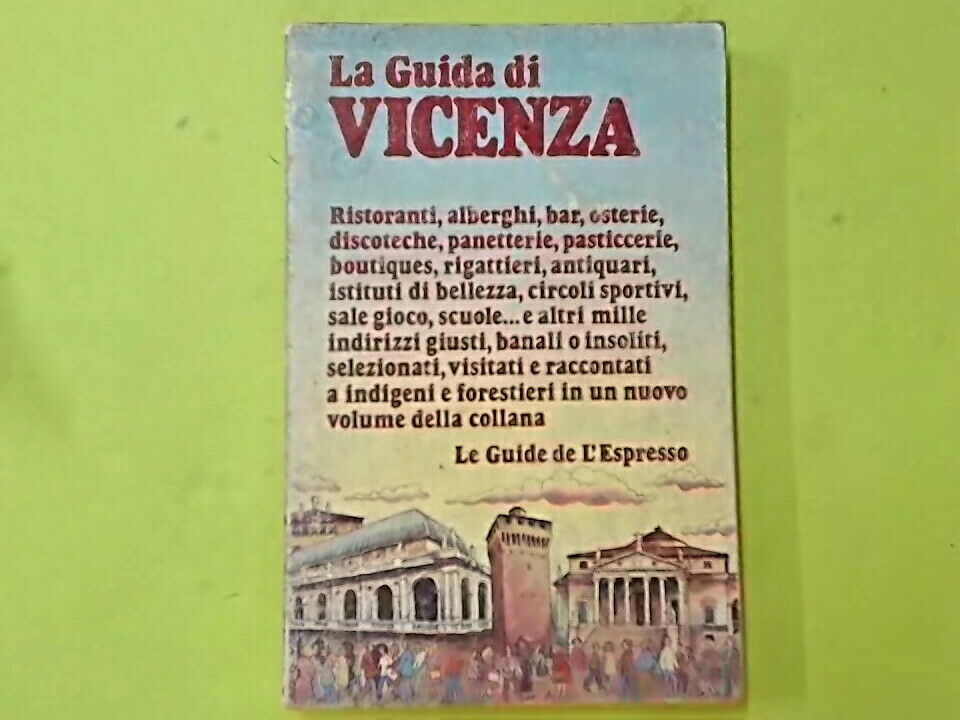 La Guida di
VICENZA
Ristoranti, alberghi, bar, osterie,
discoteche, panetterie, pasticcerie,
boutiques, rigattieri, antiquari,
istituti di bellezza, circoli sportivi,
sale gioco, scuole... e altri mille
indirizzi giusti, banali o insoliti,
selezionati, visitati e raccontati
a indigeni e forestieri in un nuovo
volume della collana
Le Guide de L'Espresso